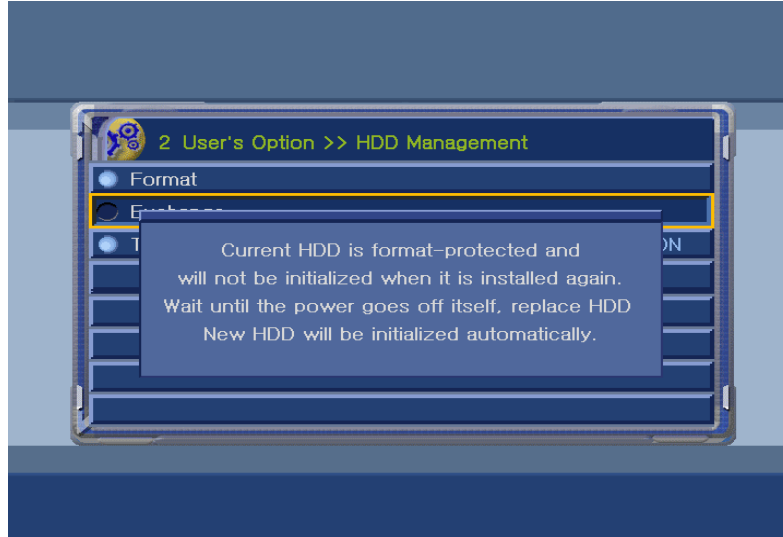 2 User's Option >> HDD Management
Format
Current HDD is format-protected and
will not be initialized when it is installed again.
Wait until the power goes off itself, replace HDD
New HDD will be initialized automatically.